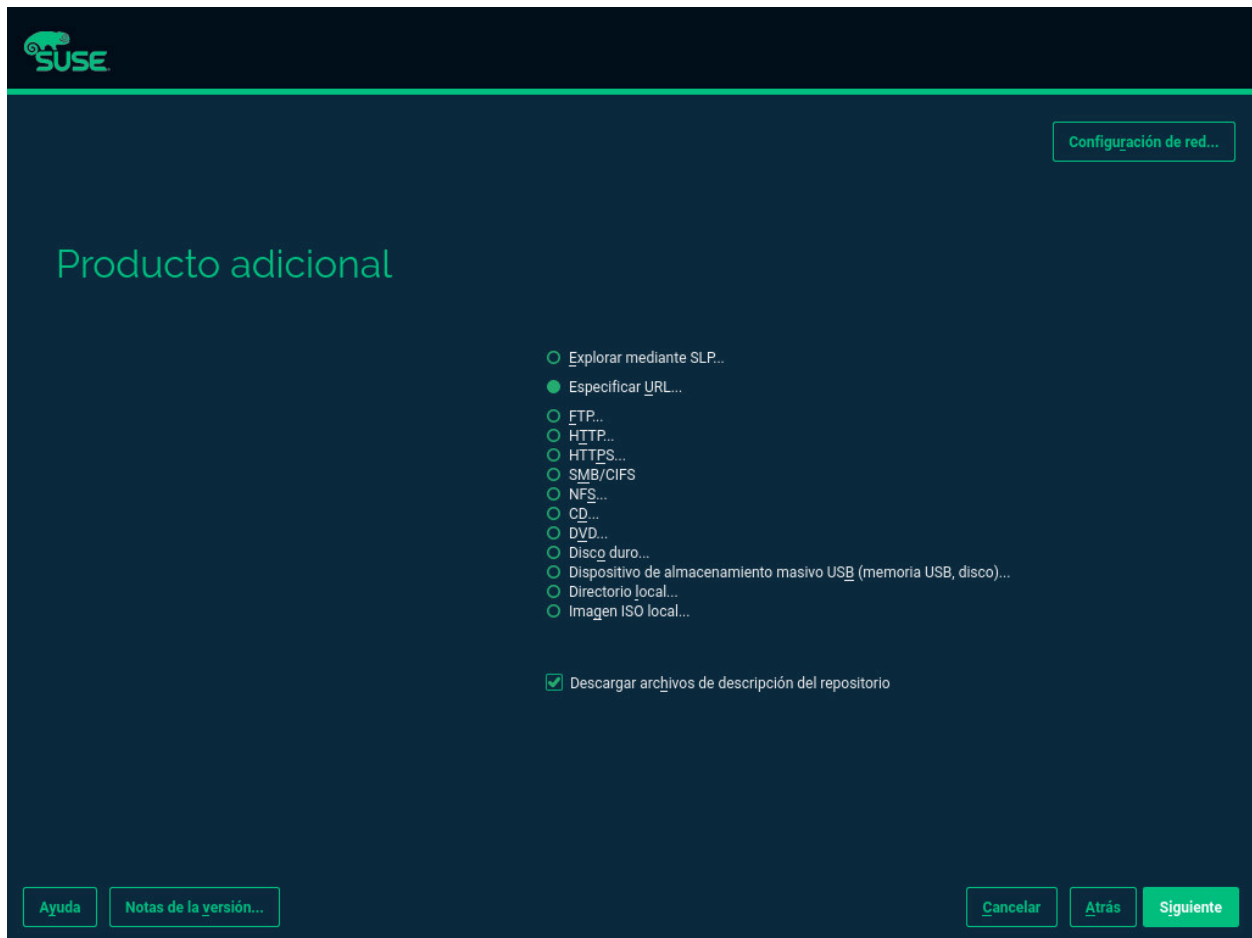 SUSE
Configuración de red...
Producto adicional
Explorar mediante SLP...
Especificar URL...
FTP...
HTTP...
HTTPS...
SMB/CIFS
NFS...
CD...
DVD...
Disco duro...
Dispositivo de almacenamiento masivo USB (memoria USB, disco)...
Directorio local...
Imagen ISO local...
Descargar archivos de descripción del repositorio
Ayuda
Notas de la versión...
Cancelar
Atrás
Siguiente